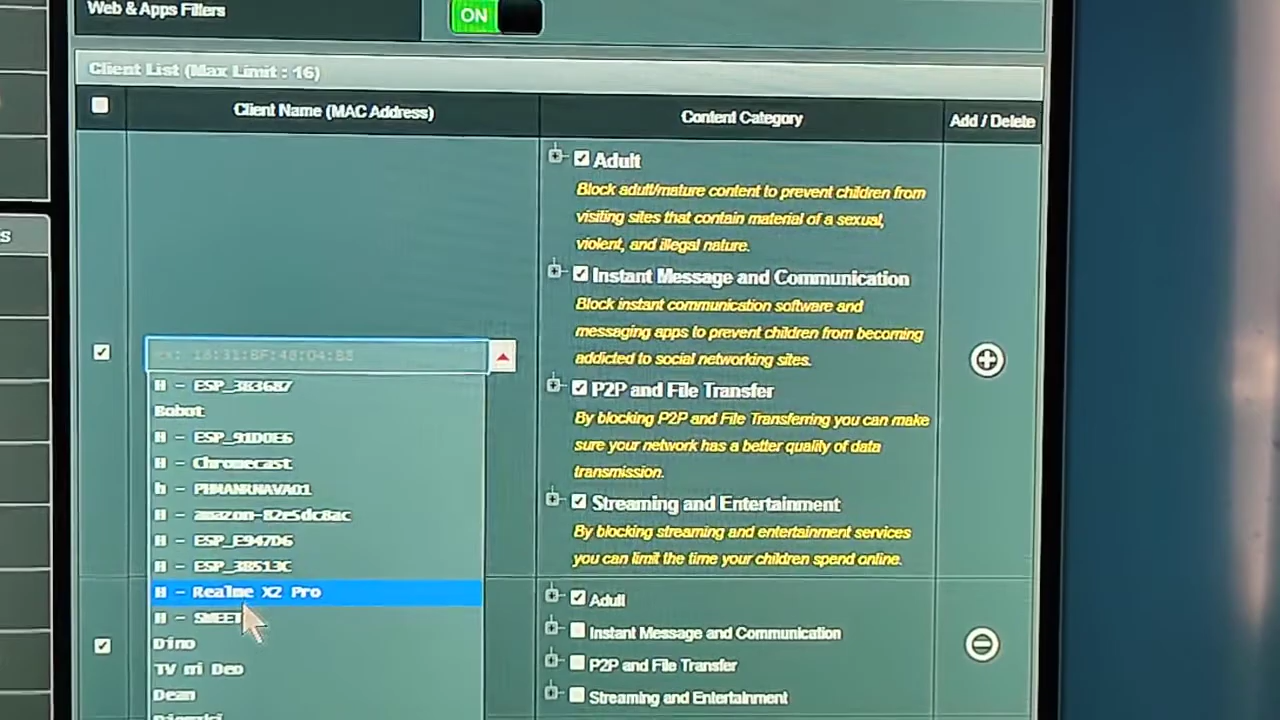 Web & Apps Filters
ON
Client List (Max Limit : 16)
Client Name (MAC Address)
Content Category
Add / Delete
Adult
Block adult/mature content to prevent children from
visiting sites that contain material of a sexual,
violent, and illegal nature.
Instant Message and Communication
Block instant communication software and
messaging apps to prevent children from becoming
addicted to social networking sites.
P2P and File Transfer
By blocking P2P and File Transferring you can make
sure your network has a better quality of data
transmission.
Streaming and Entertainment
By blocking streaming and entertainment services
you can limit the time your children spend online.
H - ESP_383687
Bobot
H - ESP_91D0E6
H - Chromecast
h - PHMANRNAVA01
H - amazon-82e5dc8ac
H - ESP_E947D6
H - ESP_38513C
H - Realme X2 Pro
H -
Dino
TV ni Deo
Dean
Adult
Instant Message and Communication
P2P and File Transfer
Streaming and Entertainment